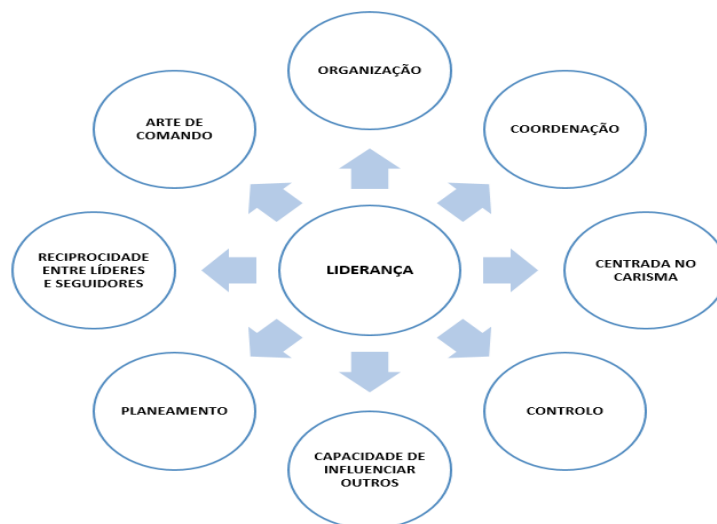 ORGANIZAÇÃO
ARTE DE
COMANDO
COORDENAÇÃO
RECIPROCIDADE
ENTRE LÍDERES
E SEGUIDORES
LIDERANÇA
CENTRADA NO
CARISMA
PLANEAMENTO
CONTROLO
CAPACIDADE DE
INFLUENCIAR
OUTROS